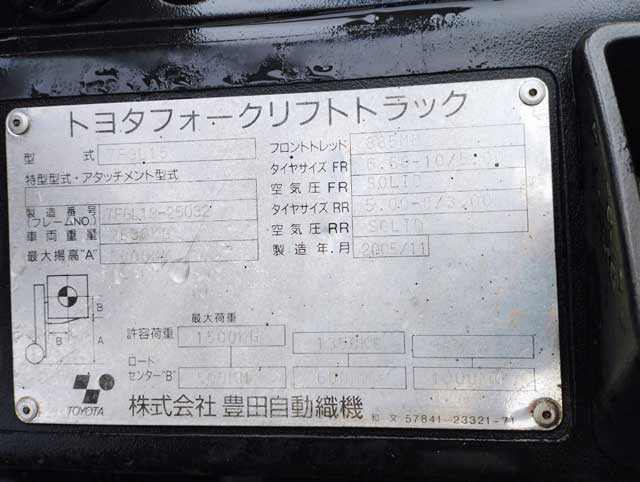 トヨタフォークリフトトラック
型 式 7FGL15
フロントトレッド 885MM
タイヤサイズ FR
特型型式・アタッチメント型式
空気圧 FR SOLID
製造番号 (フレームNO.)
タイヤサイズ RR
車両重量
空気圧 RR SOLID
最大揚高"A"
製造年.月 2005/11
B
B
A
最大荷重
許容荷重 1500KG
ロード
センター"B" 600
TOYOTA
株式会社 豊田自動織機
和文 57841-23321-71